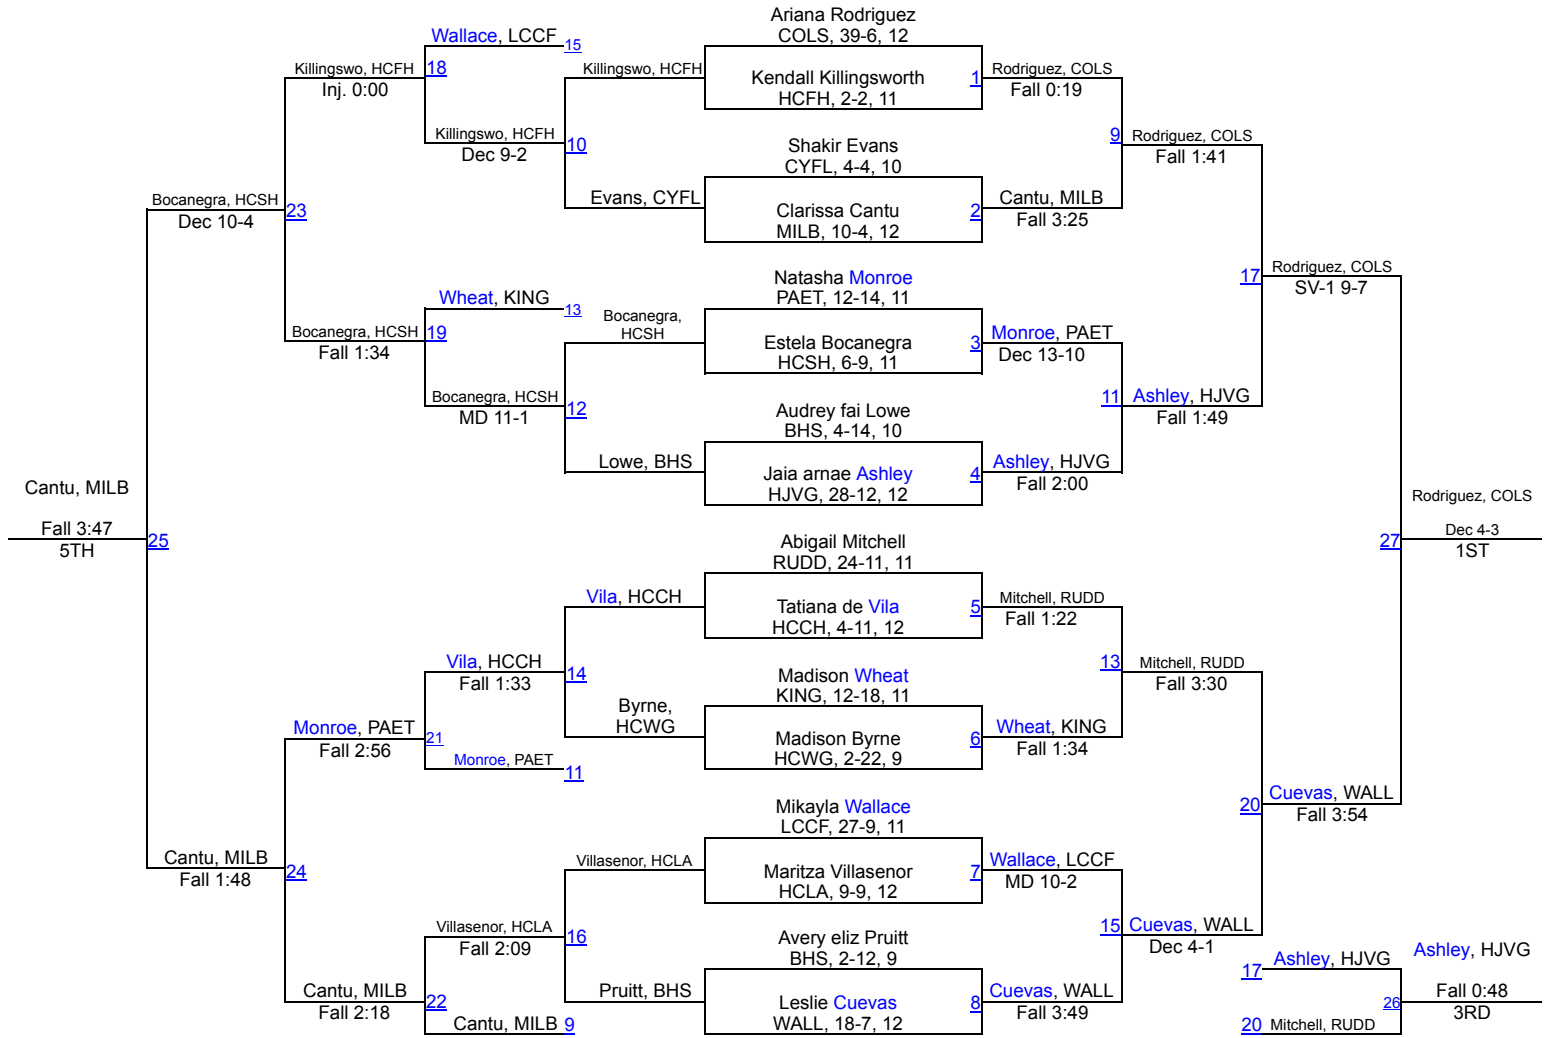 Ariana Rodriguez
COLS, 39-6, 12
Wallace, LCCF 15
Killingswo, HCFH 18 Killingswo, HCFH Kendall Killingsworth 1 Rodriguez, COLS
Inj. 0:00 HCFH, 2-2, 11 Fall 0:19
Killingswo, HCFH 10 Shakir Evans 9 Rodriguez, COLS
Dec 9-2 CYFL, 4-4, 10 Fall 1:41
Bocanegra, HCSH 23 Evans, CYFL Clarissa Cantu 2 Cantu, MILB
Dec 10-4 MILB, 10-4, 12 Fall 3:25
Natasha Monroe 17 Rodriguez, COLS
PAET, 12-14, 11 SV-1 9-7
Wheat, KING 13 Bocanegra,
HCSH
Bocanegra, HCSH 19 Estela Bocanegra 3 Monroe, PAET
Fall 1:34 HCSH, 6-9, 11 Dec 13-10
Bocanegra, HCSH 12 Audrey fai Lowe 11 Ashley, HJVG
MD 11-1 BHS, 4-14, 10 Fall 1:49
Lowe, BHS Jaia arnae Ashley 4 Ashley, HJVG
HJVG, 28-12, 12 Fall 2:00
Cantu, MILB Rodriguez, COLS
Fall 3:47 25 27 Dec 4-3
5TH 1ST
Abigail Mitchell
RUDD, 24-11, 11
Vila, HCCH Tatiana de Vila 5 Mitchell, RUDD
HCCH, 4-11, 12 Fall 1:22
Vila, HCCH 14 Madison Wheat 13 Mitchell, RUDD
Fall 1:33 KING, 12-18, 11 Fall 3:30
Monroe, PAET 21 Byrne,
HCWG Madison Byrne 6 Wheat, KING
Fall 2:56 HCWG, 2-22, 9 Fall 1:34
Monroe, PAET 11
Mikayla Wallace 20 Cuevas, WALL
LCCF, 27-9, 11 Fall 3:54
Cantu, MILB 24 Villasenor, HCLA Maritza Villasenor 7 Wallace, LCCF
Fall 1:48 HCLA, 9-9, 12 MD 10-2
Villasenor, HCLA 16 Avery eliz Pruitt 15 Cuevas, WALL
Fall 2:09 BHS, 2-12, 9 Dec 4-1
17 Ashley, HJVG Ashley, HJVG
Cantu, MILB 22 Pruitt, BHS Leslie Cuevas 8 Cuevas, WALL 26 Fall 0:48
Fall 2:18 WALL, 18-7, 12 Fall 3:49 3RD
Cantu, MILB 9 20 Mitchell, RUDD